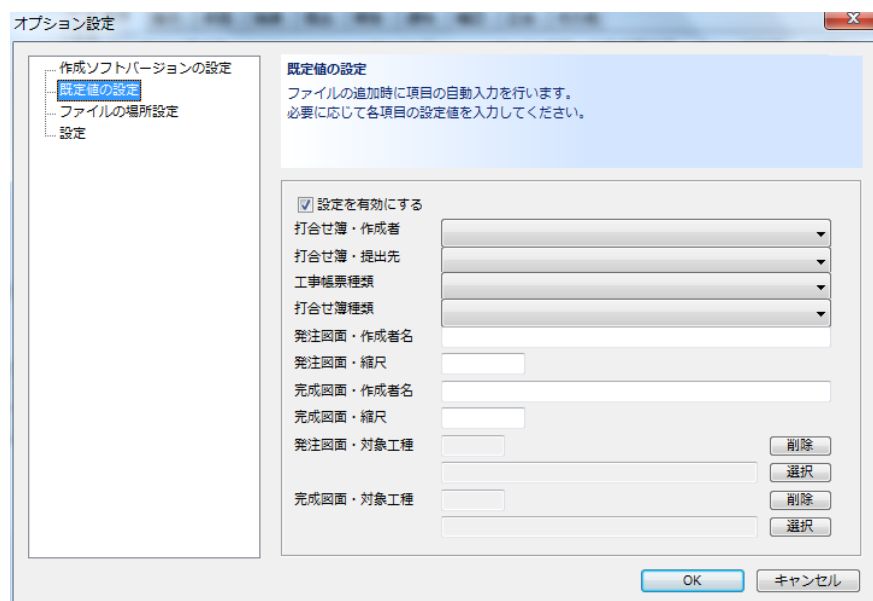 オプション設定
作成ソフトバージョンの設定
既定値の設定
ファイルの場所設定
設定
既定値の設定
ファイルの追加時に項目の自動入力を行います。
必要に応じて各項目の設定値を入力してください。
設定を有効にする
打合せ簿・作成者
打合せ簿・提出先
工事帳票種類
打合せ簿種類
発注図面・作成者名
発注図面・縮尺
完成図面・作成者名
完成図面・縮尺
発注図面・対象工種
削除
選択
完成図面・対象工種
削除
選択
OK
キャンセル